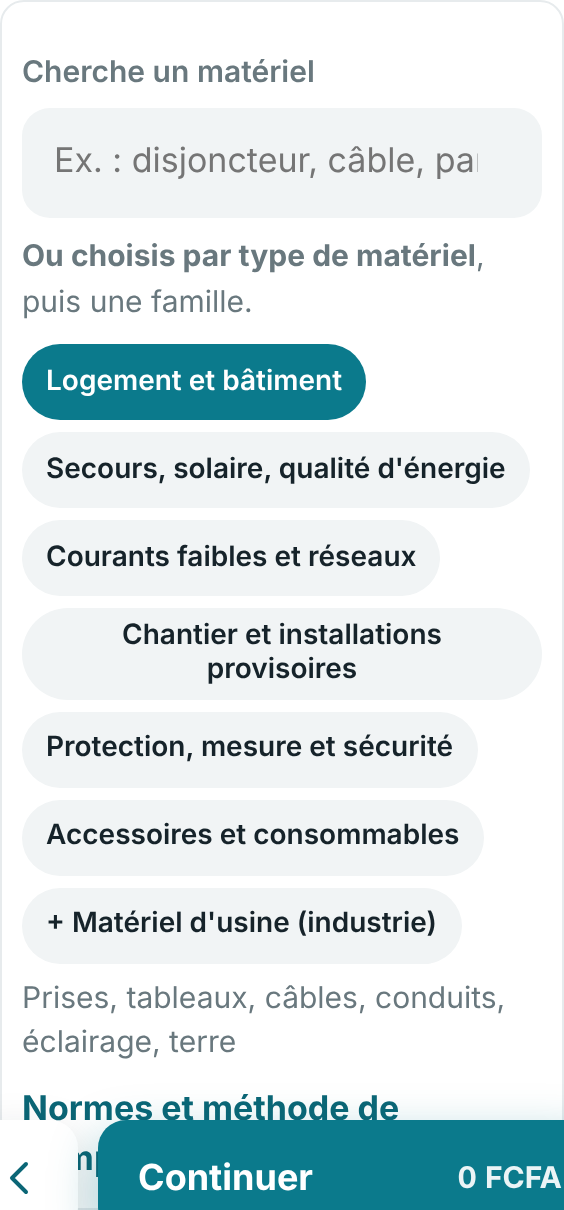 Cherche un matériel
Ex. : disjoncteur, câble, pa
Ou choisis par type de matériel,
puis une famille.
Logement et bâtiment
Secours, solaire, qualité d'énergie
Courants faibles et réseaux
Chantier et installations
provisoires
Protection, mesure et sécurité
Accessoires et consommables
+ Matériel d'usine (industrie)
Prises, tableaux, câbles, conduits,
éclairage, terre
Normes et méthode de
Continuer 0 FCFA